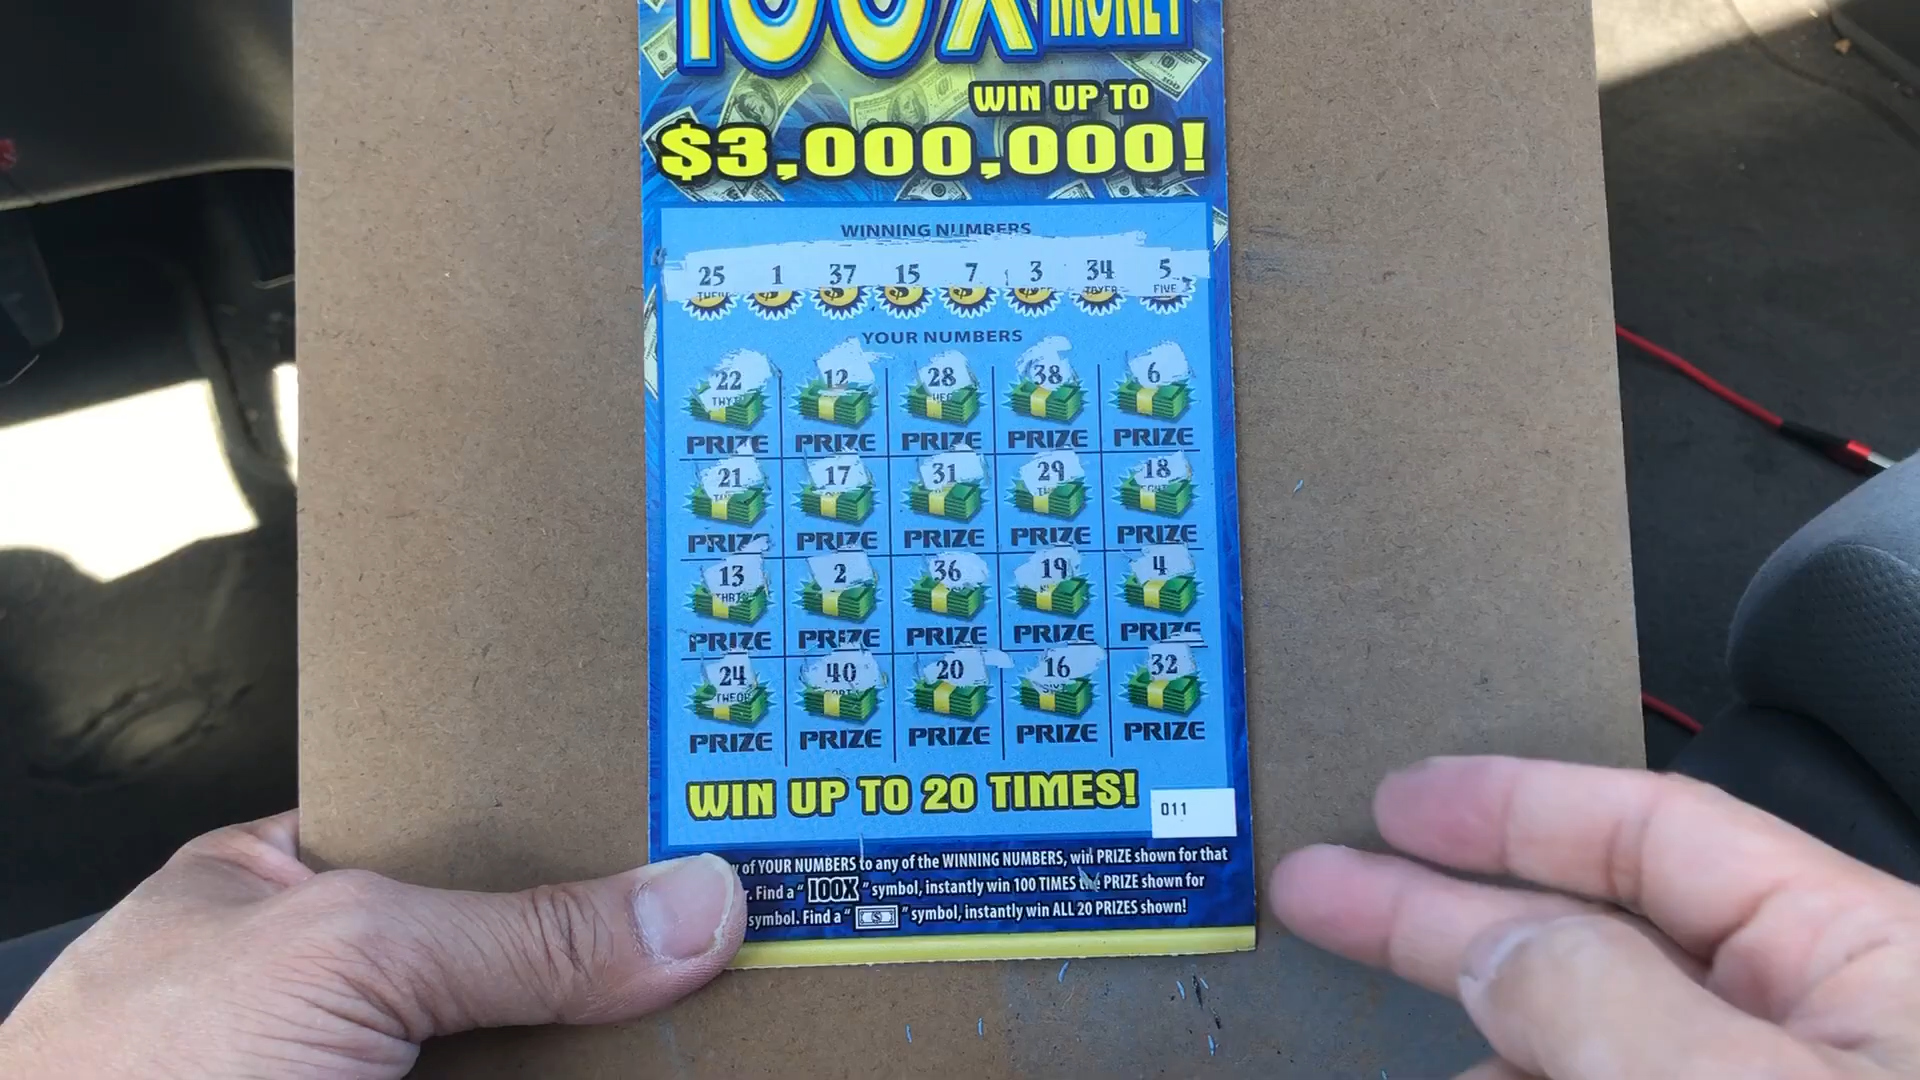 100X MONEY
WIN UP TO
$3,000,000!
WINNING NUMBERS
25 1 37 15 7 3 34 5
FIVE
YOUR NUMBERS
22 12 28 38 6
PRIZE PRIZE PRIZE PRIZE PRIZE
21 17 31 29 18
PRIZE PRIZE PRIZE PRIZE PRIZE
13 2 36 19 4
PRIZE PRIZE PRIZE PRIZE PRIZE
24 40 20 16 32
PRIZE PRIZE PRIZE PRIZE PRIZE
WIN UP TO 20 TIMES!
011
of YOUR NUMBERS to any of the WINNING NUMBERS, win PRIZE shown for that
. Find a "100X" symbol, instantly win 100 TIMES the PRIZE shown for
symbol. Find a " $ " symbol, instantly win ALL 20 PRIZES shown!